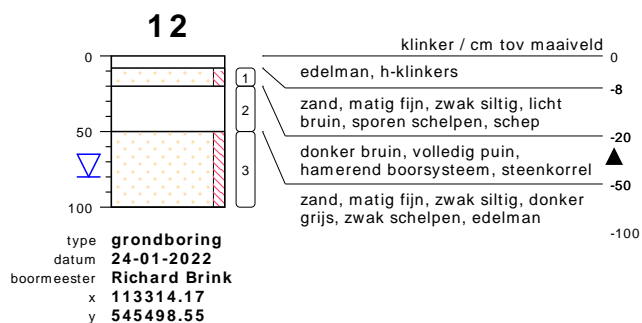 12
klinker / cm tov maaiveld
0
0
edelman, h-klinkers
-8
1
zand, matig fijn, zwak siltig, licht
bruin, sporen schelpen, schep
-20
2
donker bruin, volledig puin,
hamerend boorsysteem, steenkorrel
-50
50
3
zand, matig fijn, zwak siltig, donker
grijs, zwak schelpen, edelman
-100
100
type grondboring
datum 24-01-2022
boormeester Richard Brink
x 113314.17
y 545498.55